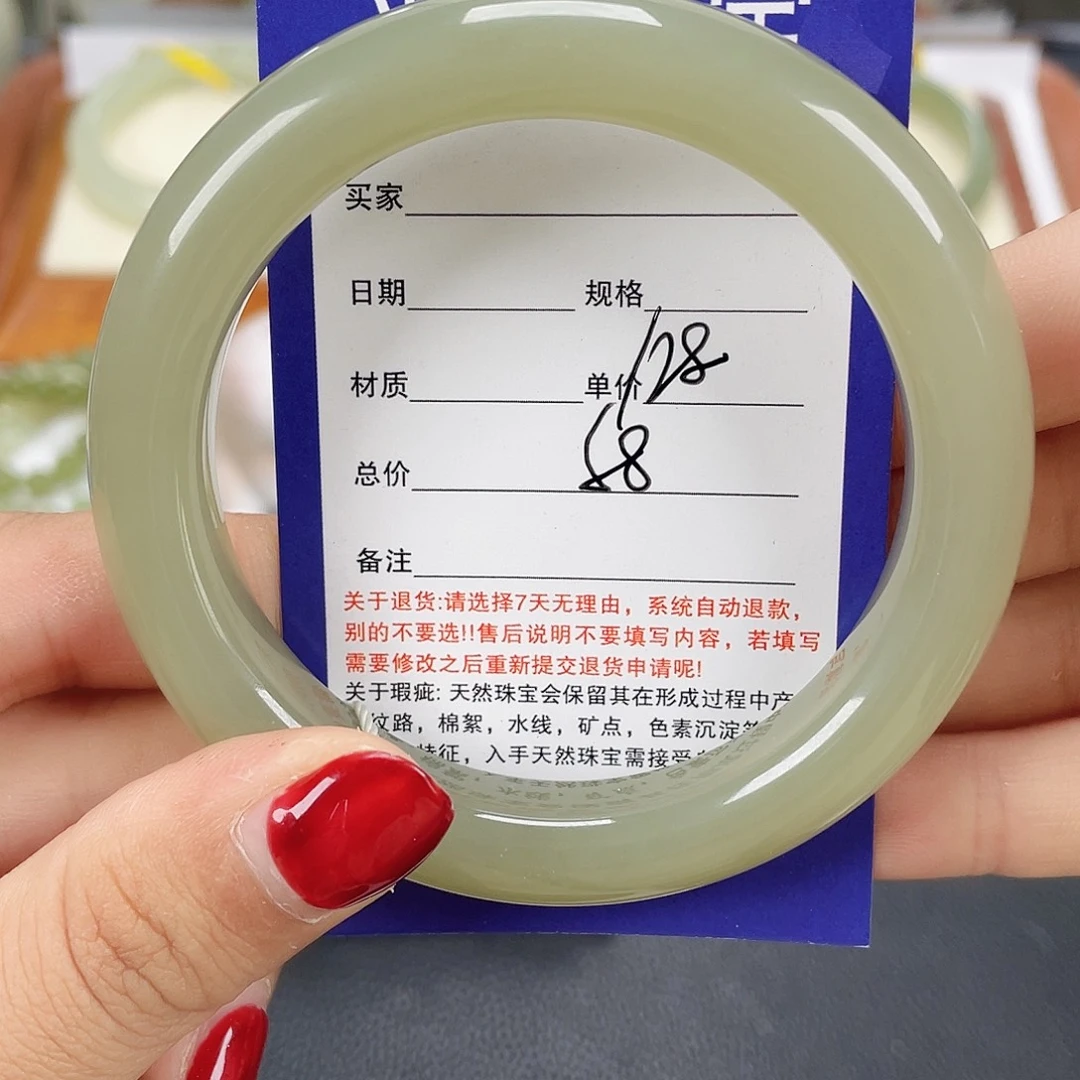 买家
日期 规格
材质 单价 128
总价 58
备注
关于退货:请选择7天无理由，系统自动退款，
别的不要选!!售后说明不要填写内容，若填写
需要修改之后重新提交退货申请呢!
关于瑕疵: 天然珠宝会保留其在形成过程中产
纹路，棉絮，水线，矿点，色素沉淀等
特征，入手天然珠宝需接受